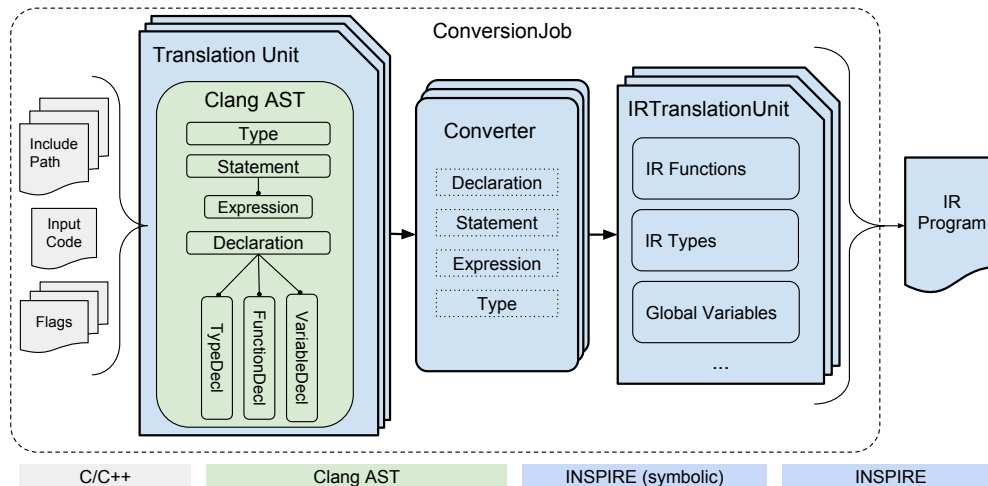 ConversionJob
Include
Path
Input
Code
Flags
Translation Unit
Clang AST
Type
Statement
Expression
Declaration
TypeDecl
FunctionDecl
VariableDecl
Converter
Declaration
Statement
Expression
Type
IRTranslationUnit
IR Functions
IR Types
Global Variables
...
IR
Program
C/C++
Clang AST
INSPIRE (symbolic)
INSPIRE